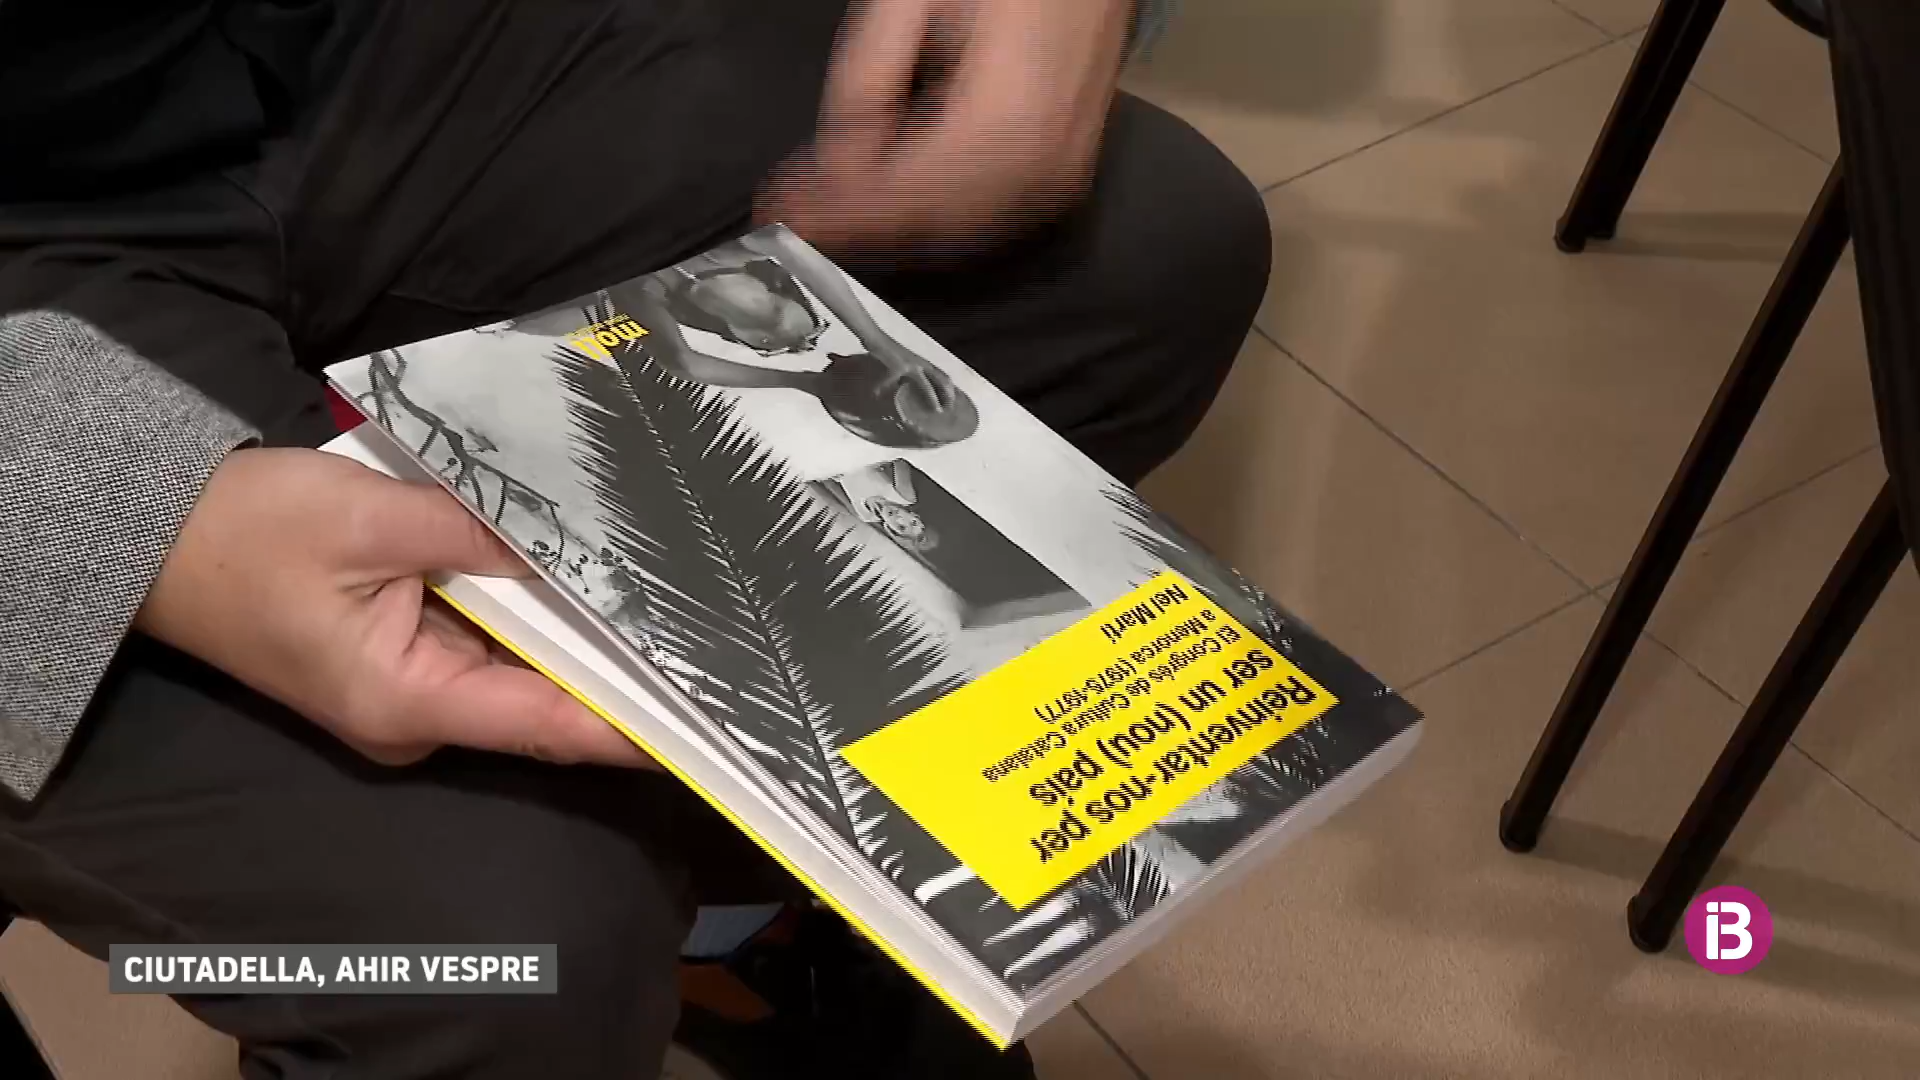 Reinventar-nos per
ser un (nou) país
El Congrés de Cultura Catalana
a Menorca (1975-1977)
Nel Martí
moll
CIUTADELLA, AHIR VESPRE
iB